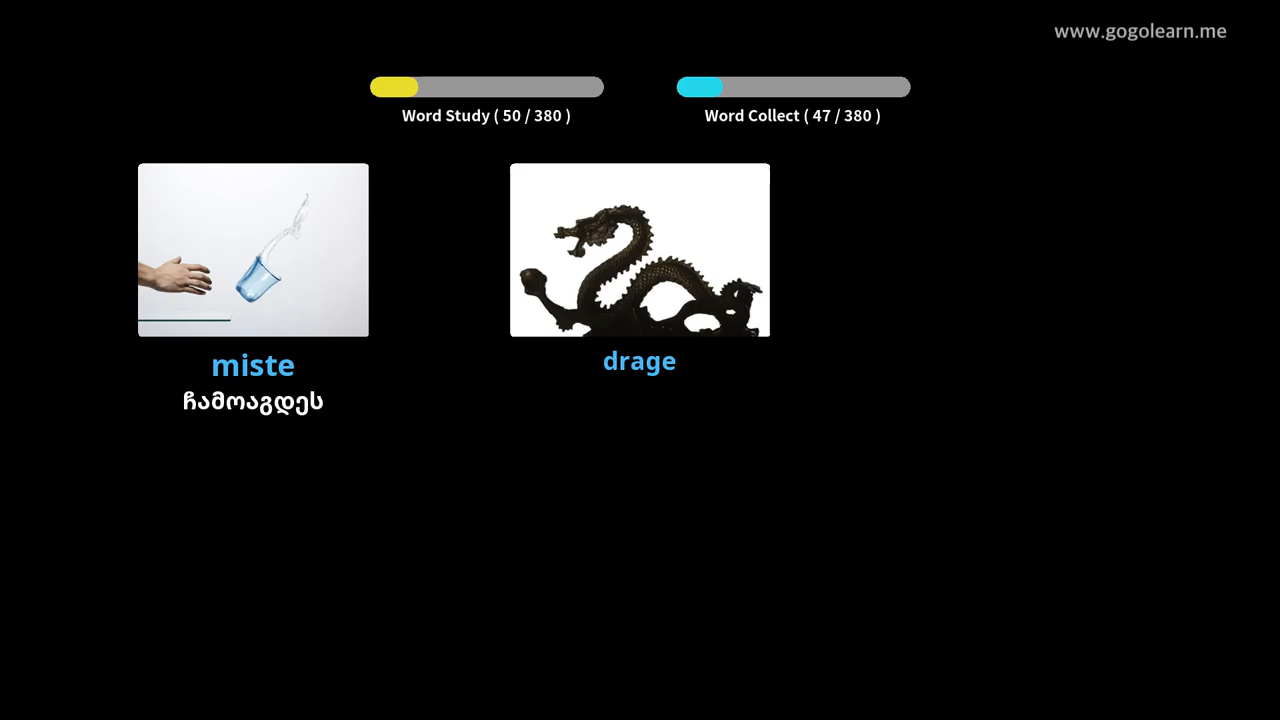 www.gogolearn.me
Word Study ( 50 / 380 )
Word Collect ( 47 / 380 )
miste
ჩამოაგდეს
drage